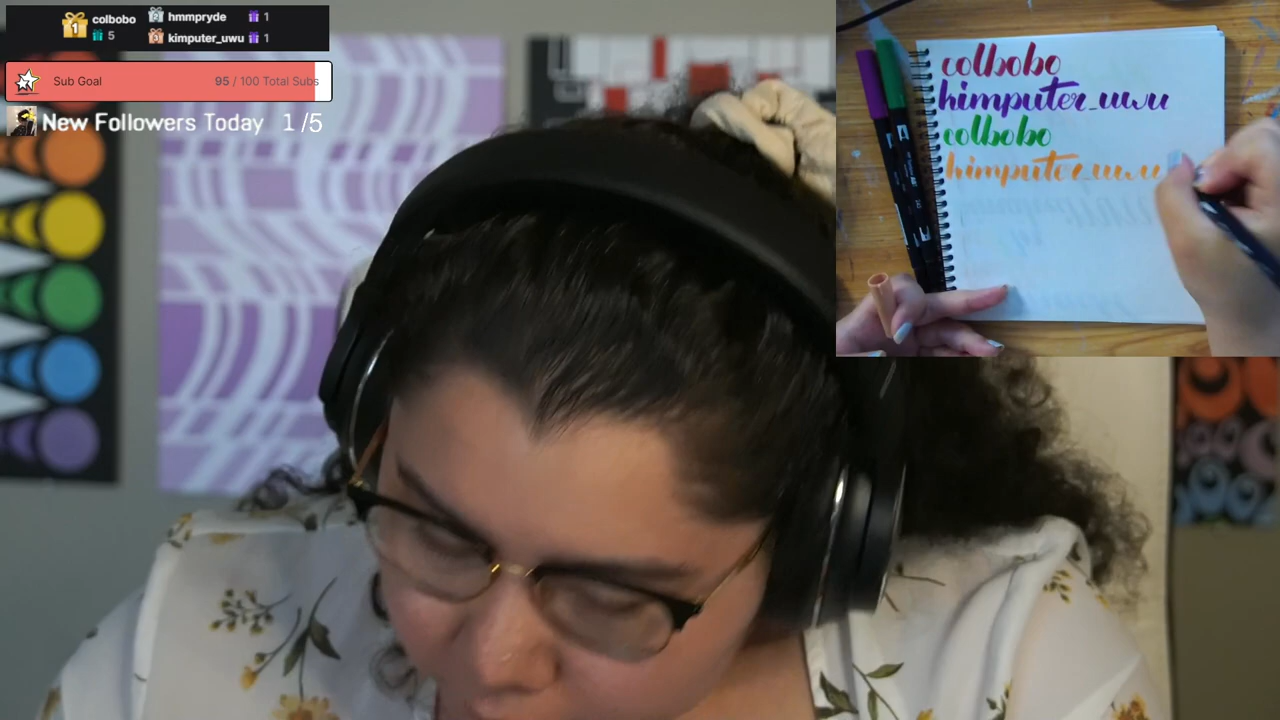 colbobo
5
hmmpryde 1
kimputer_uwu 1
Sub Goal 95 / 100 Total Subs
New Followers Today 1/5
colbobo
himputer_uwu
colbobo
himputer_uwu